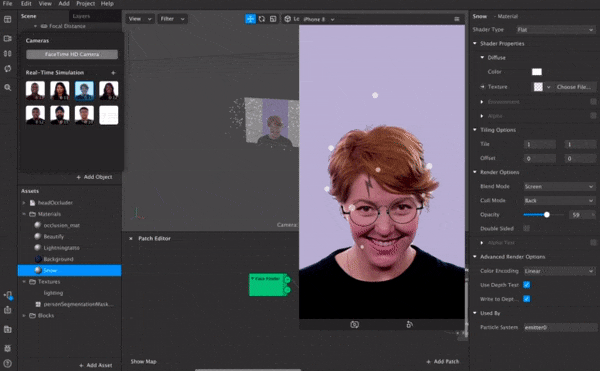 File Edit View Add Project Help
Scene Layers
Focal Distance
Cameras
FaceTime HD Camera
Real-Time Simulation +
+ Add Object
Assets
headOccluder
Materials
occlusion_mat
Beautify
Background
Snow
Textures
lighting
personSegmentationMask...
Blocks
+ Add Asset
View Filter
Camera
Patch Editor
Face Finder
Show Map
+ Add Patch
iPhone 8
Snow - Material
Shader Type Flat
Shader Properties
Diffuse
Color
Texture Choose File...
Environment
Alpha
Tiling Options
Tile 1 1
Offset 0 0
Render Options
Blend Mode Screen
Cull Mode Back
Opacity 59
Double Sided
Alpha Test
Advanced Render Options
Color Encoding Linear
Use Depth Test
Write to Dept...
Used By
Particle System emitter0